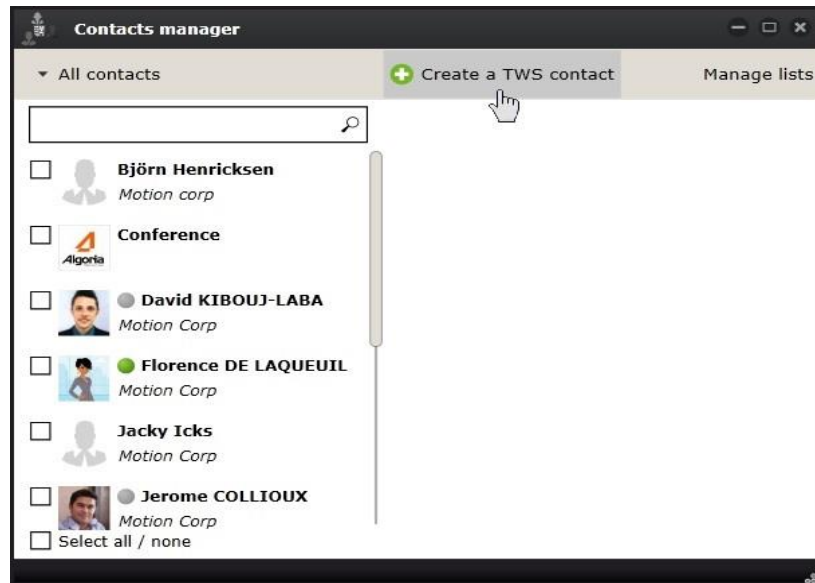 Contacts manager
All contacts
Create a TWS contact
Manage lists
Björn Henricksen
Motion corp
Conference
Algoria
David KIBOUJ-LABA
Motion Corp
Florence DE LAQUEUIL
Motion Corp
Jacky Icks
Motion Corp
Jerome COLLIOUX
Motion Corp
Select all / none